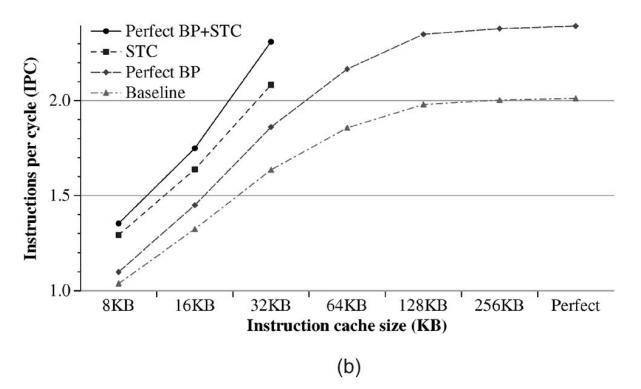 Perfect BP+STC
STC
Perfect BP
Baseline
Instructions per cycle (IPC)
2.0
1.5
1.0
8KB 16KB 32KB 64KB 128KB 256KB Perfect
Instruction cache size (KB)
(b)